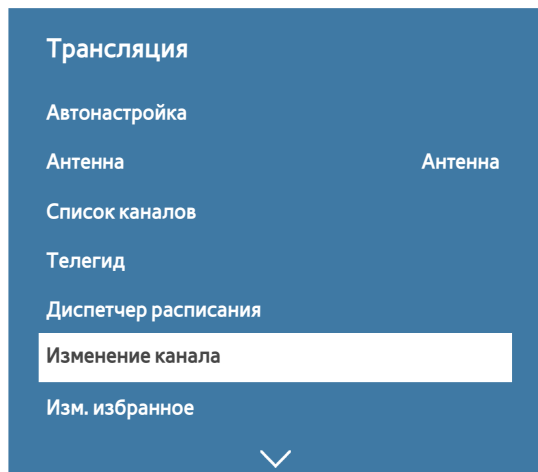 Трансляция
Автонастройка
Антенна Антенна
Список каналов
Телегид
Диспетчер расписания
Изменение канала
Изм. избранное